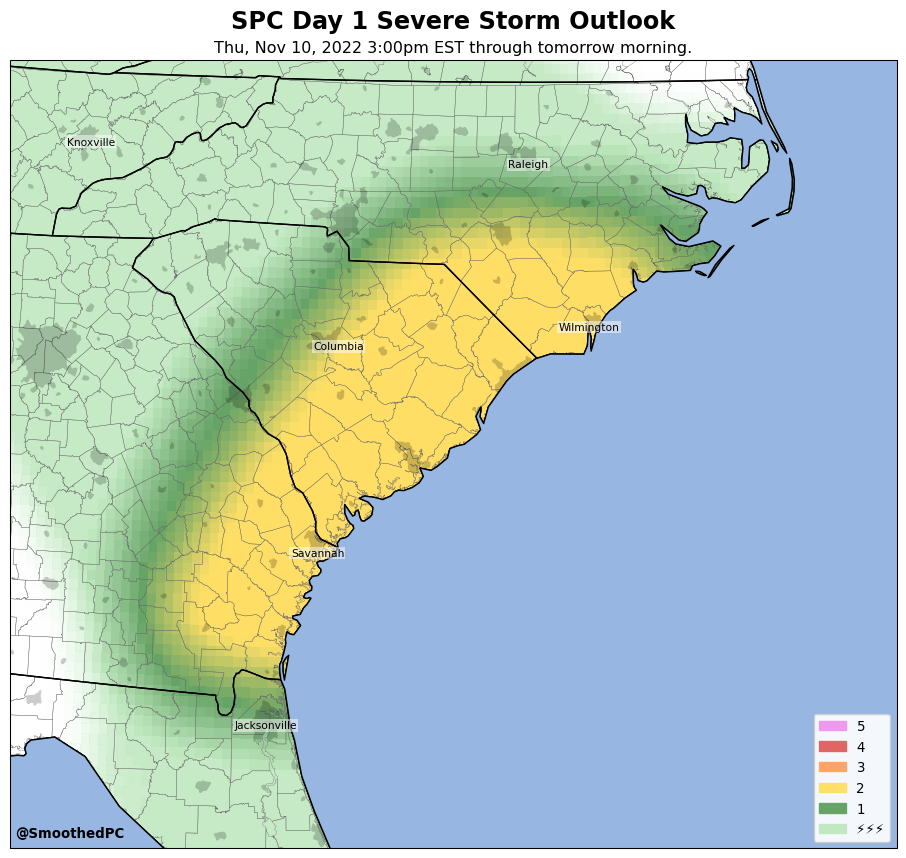 SPC Day 1 Severe Storm Outlook
Thu, Nov 10, 2022 3:00pm EST through tomorrow morning.
Knoxville
Raleigh
Wilmington
Columbia
Savannah
Jacksonville
5
4
3
2
1
⚡⚡⚡
@SmoothedPC